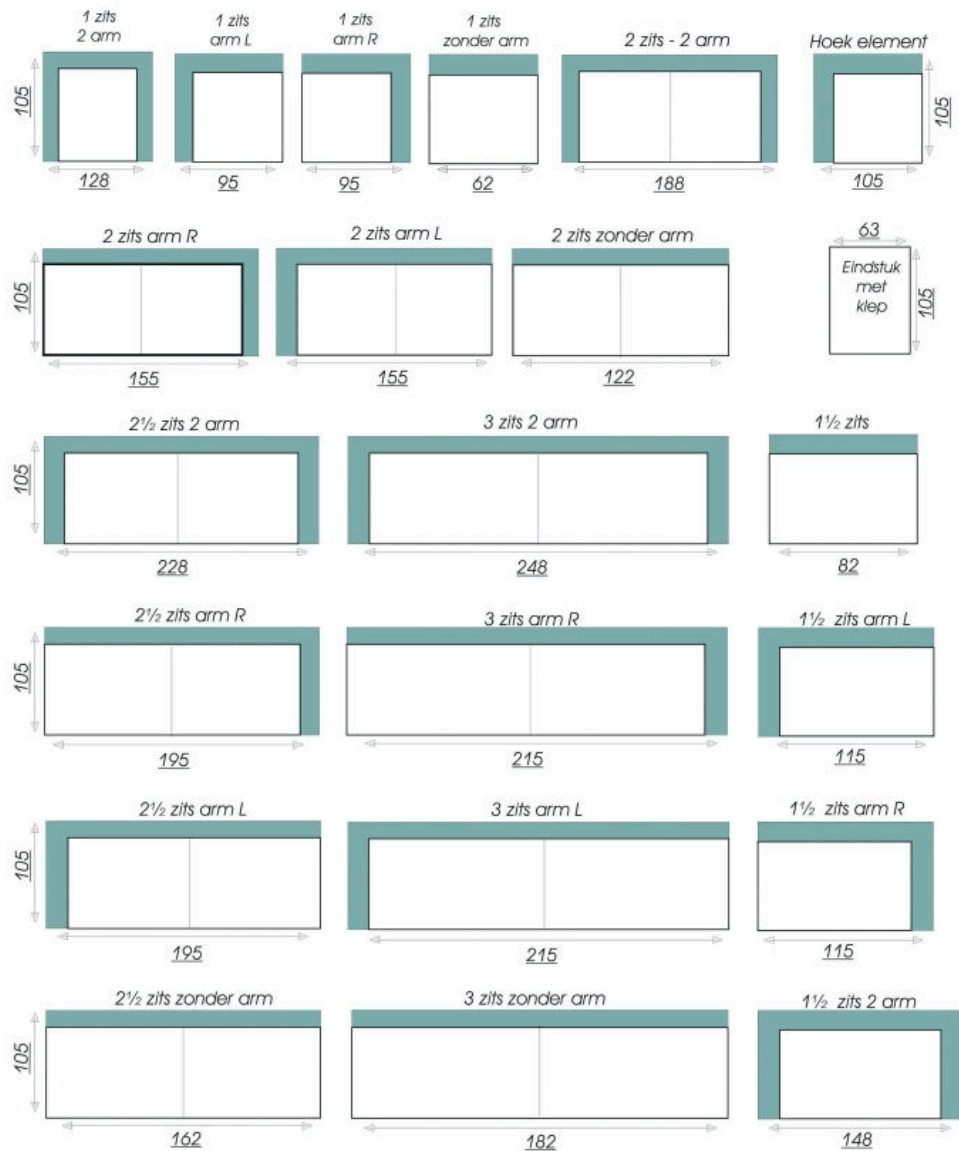 1 zits
2 arm
1 zits
arm L
1 zits
arm R
1 zits
zonder arm
2 zits - 2 arm
Hoek element
105
105
128
95
95
62
188
105
2 zits arm R
2 zits arm L
2 zits zonder arm
63
105
Eindstuk
met
klep
105
155
155
122
2½ zits 2 arm
3 zits 2 arm
1½ zits
105
228
248
82
2½ zits arm R
3 zits arm R
1½ zits arm L
105
195
215
115
2½ zits arm L
3 zits arm L
1½ zits arm R
105
195
215
115
2½ zits zonder arm
3 zits zonder arm
1½ zits 2 arm
105
162
182
148